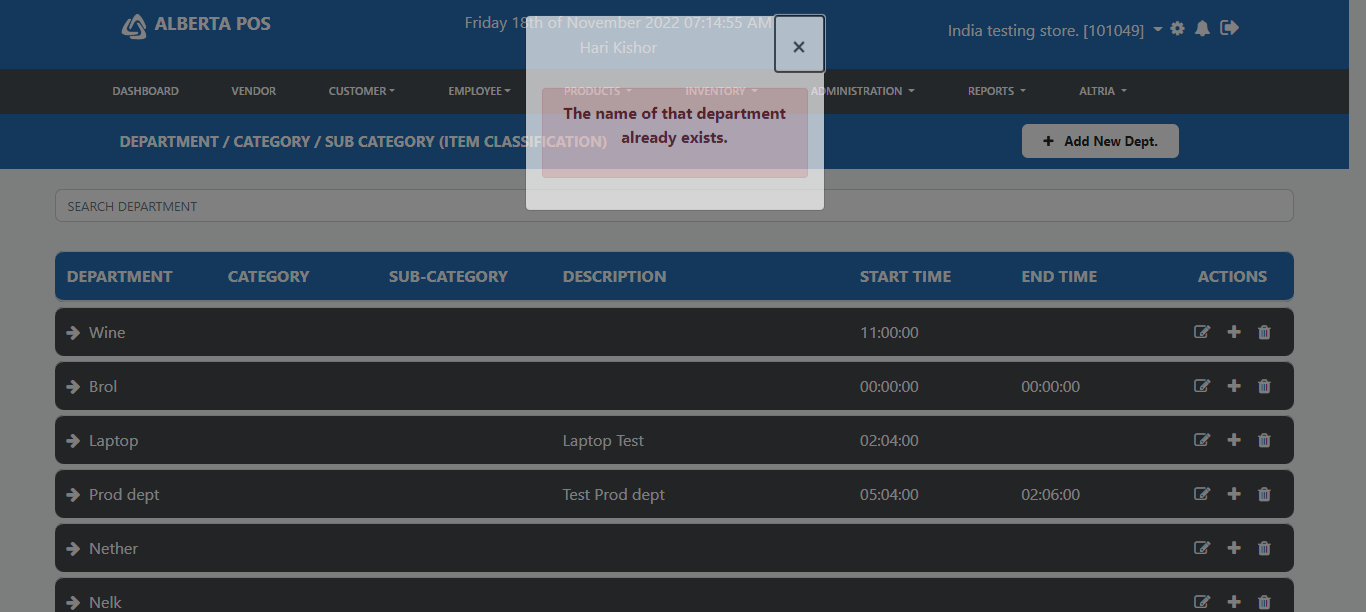 ALBERTA POS
Friday 18th of November 2022 07:14:55 AM
Hari Kishor
India testing store. [101049]
×
DASHBOARD VENDOR CUSTOMER EMPLOYEE PRODUCTS INVENTORY ADMINISTRATION REPORTS ALTRIA
The name of that department
already exists.
DEPARTMENT / CATEGORY / SUB CATEGORY (ITEM CLASSIFICATION)
+ Add New Dept.
SEARCH DEPARTMENT
DEPARTMENT CATEGORY SUB-CATEGORY DESCRIPTION START TIME END TIME ACTIONS
Wine 11:00:00
Brol 00:00:00 00:00:00
Laptop Laptop Test 02:04:00
Prod dept Test Prod dept 05:04:00 02:06:00
Nether
Nelk